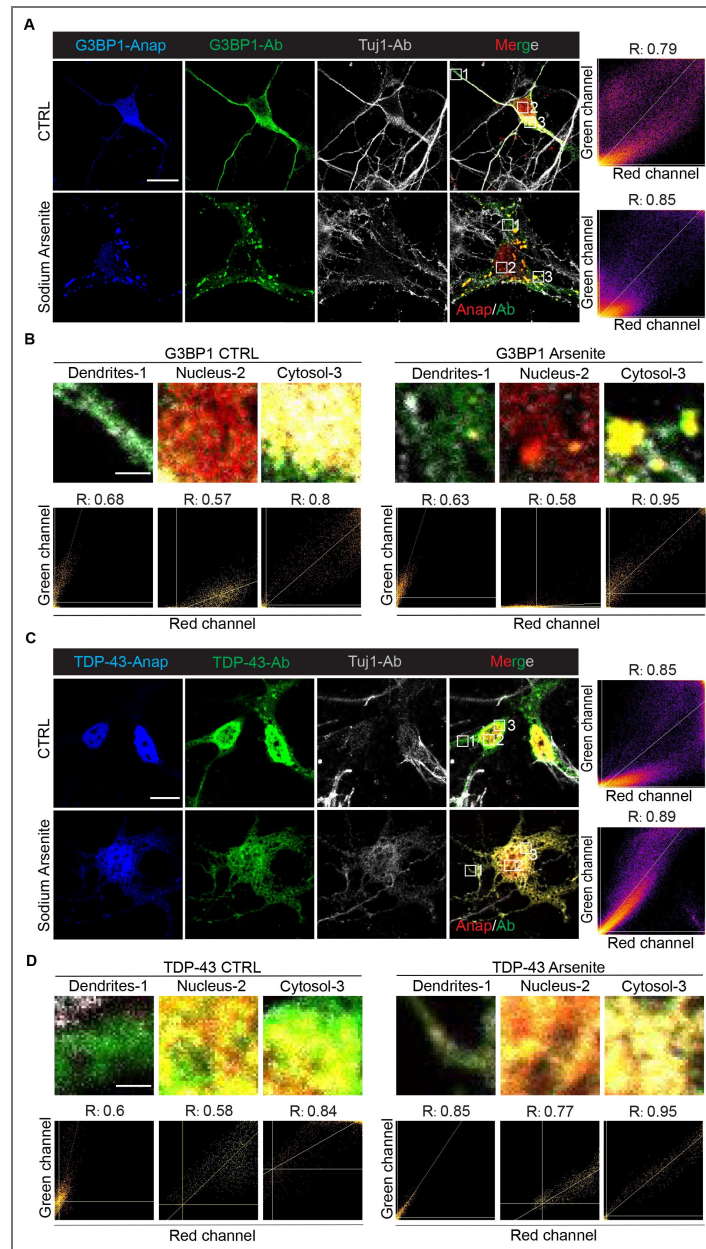 A
G3BP1-Anap G3BP1-Ab Tuj1-Ab Merge
R: 0.79
CTRL
1
2
3
Green channel
Red channel
R: 0.85
Sodium Arsenite
1
2
3
Anap/Ab
Green channel
Red channel
B
G3BP1 CTRL G3BP1 Arsenite
Dendrites-1 Nucleus-2 Cytosol-3 Dendrites-1 Nucleus-2 Cytosol-3
R: 0.68 R: 0.57 R: 0.8 R: 0.63 R: 0.58 R: 0.95
Green channel Green channel
Red channel Red channel
C
TDP-43-Anap TDP-43-Ab Tuj1-Ab Merge
R: 0.85
CTRL
3
1
2
Green channel
Red channel
R: 0.89
Sodium Arsenite
3
1
2
Anap/Ab
Green channel
Red channel
D
TDP-43 CTRL TDP-43 Arsenite
Dendrites-1 Nucleus-2 Cytosol-3 Dendrites-1 Nucleus-2 Cytosol-3
R: 0.6 R: 0.58 R: 0.84 R: 0.85 R: 0.77 R: 0.95
Green channel Green channel
Red channel Red channel